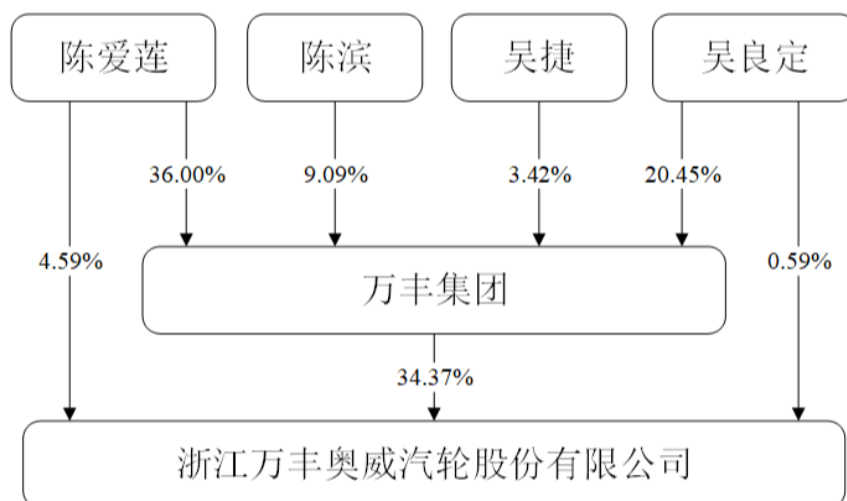 陈爱莲
陈滨
吴捷
吴良定
36.00%
9.09%
3.42%
20.45%
4.59%
0.59%
万丰集团
34.37%
浙江万丰奥威汽轮股份有限公司